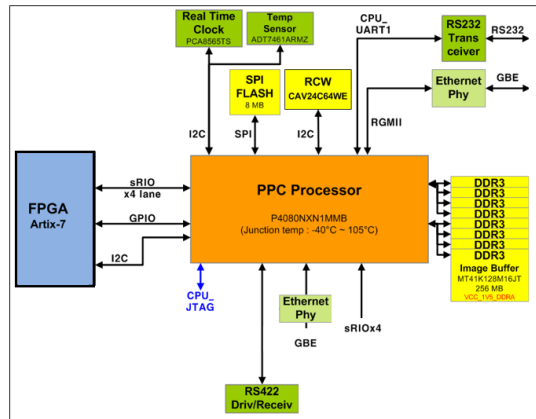 Real Time
Clock
PCA8565TS
Temp
Sensor
ADT7461ARMZ
CPU_
UART1
RS232
Trans
ceiver
RS232
SPI
FLASH
8 MB
RCW
CAV24C64WE
Ethernet
Phy
GBE
RGMII
I2C
SPI
I2C
FPGA
Artix-7
sRIO
x4 lane
GPIO
I2C
PPC Processor
P4080NXN1MMB
(Junction temp : -40°C ~ 105°C)
DDR3
DDR3
DDR3
DDR3
DDR3
DDR3
DDR3
DDR3
Image Buffer
MT41K128M16JT
256 MB
VCC_1V5_DDRA
CPU_
JTAG
Ethernet
Phy
GBE
sRIOx4
RS422
Driv/Receiv